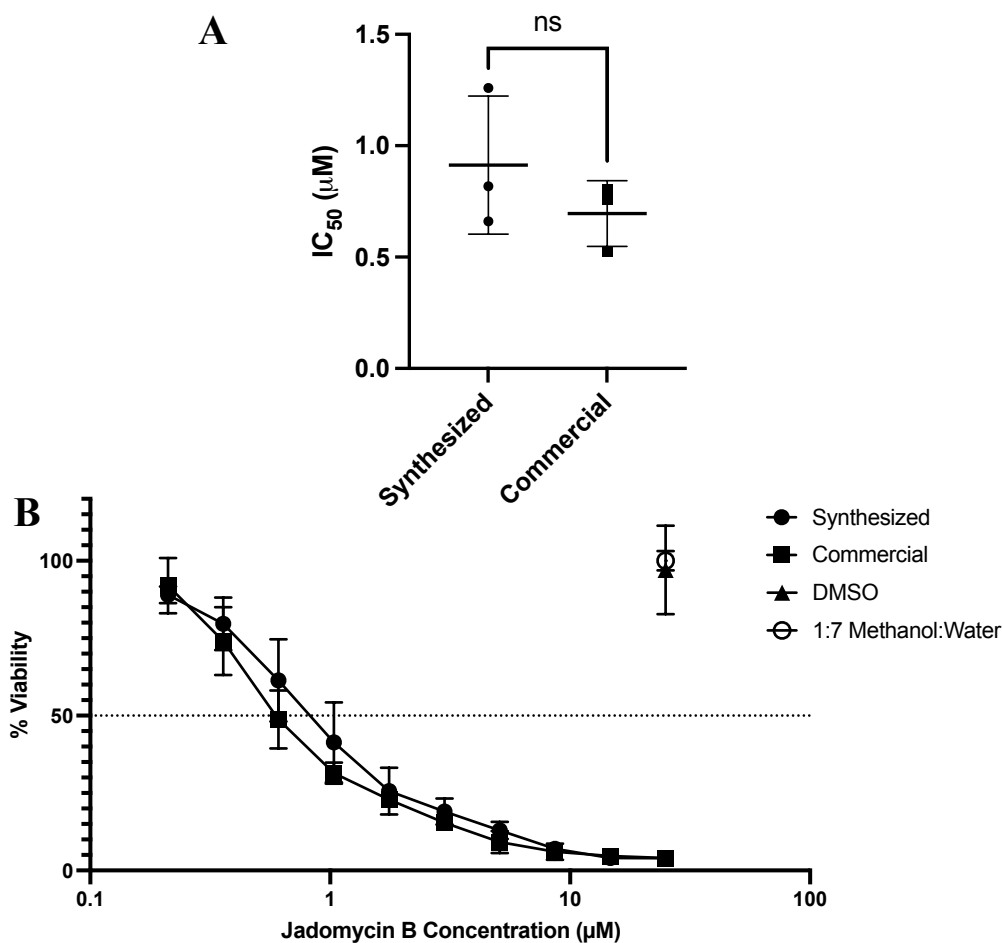 A
ns
1.5
1.0
0.5
0.0
IC50 (μM)
Synthesized
Commercial
B
Synthesized
Commercial
DMSO
1:7 Methanol:Water
100
50
0
% Viability
0.1
1
10
100
Jadomycin B Concentration (μM)